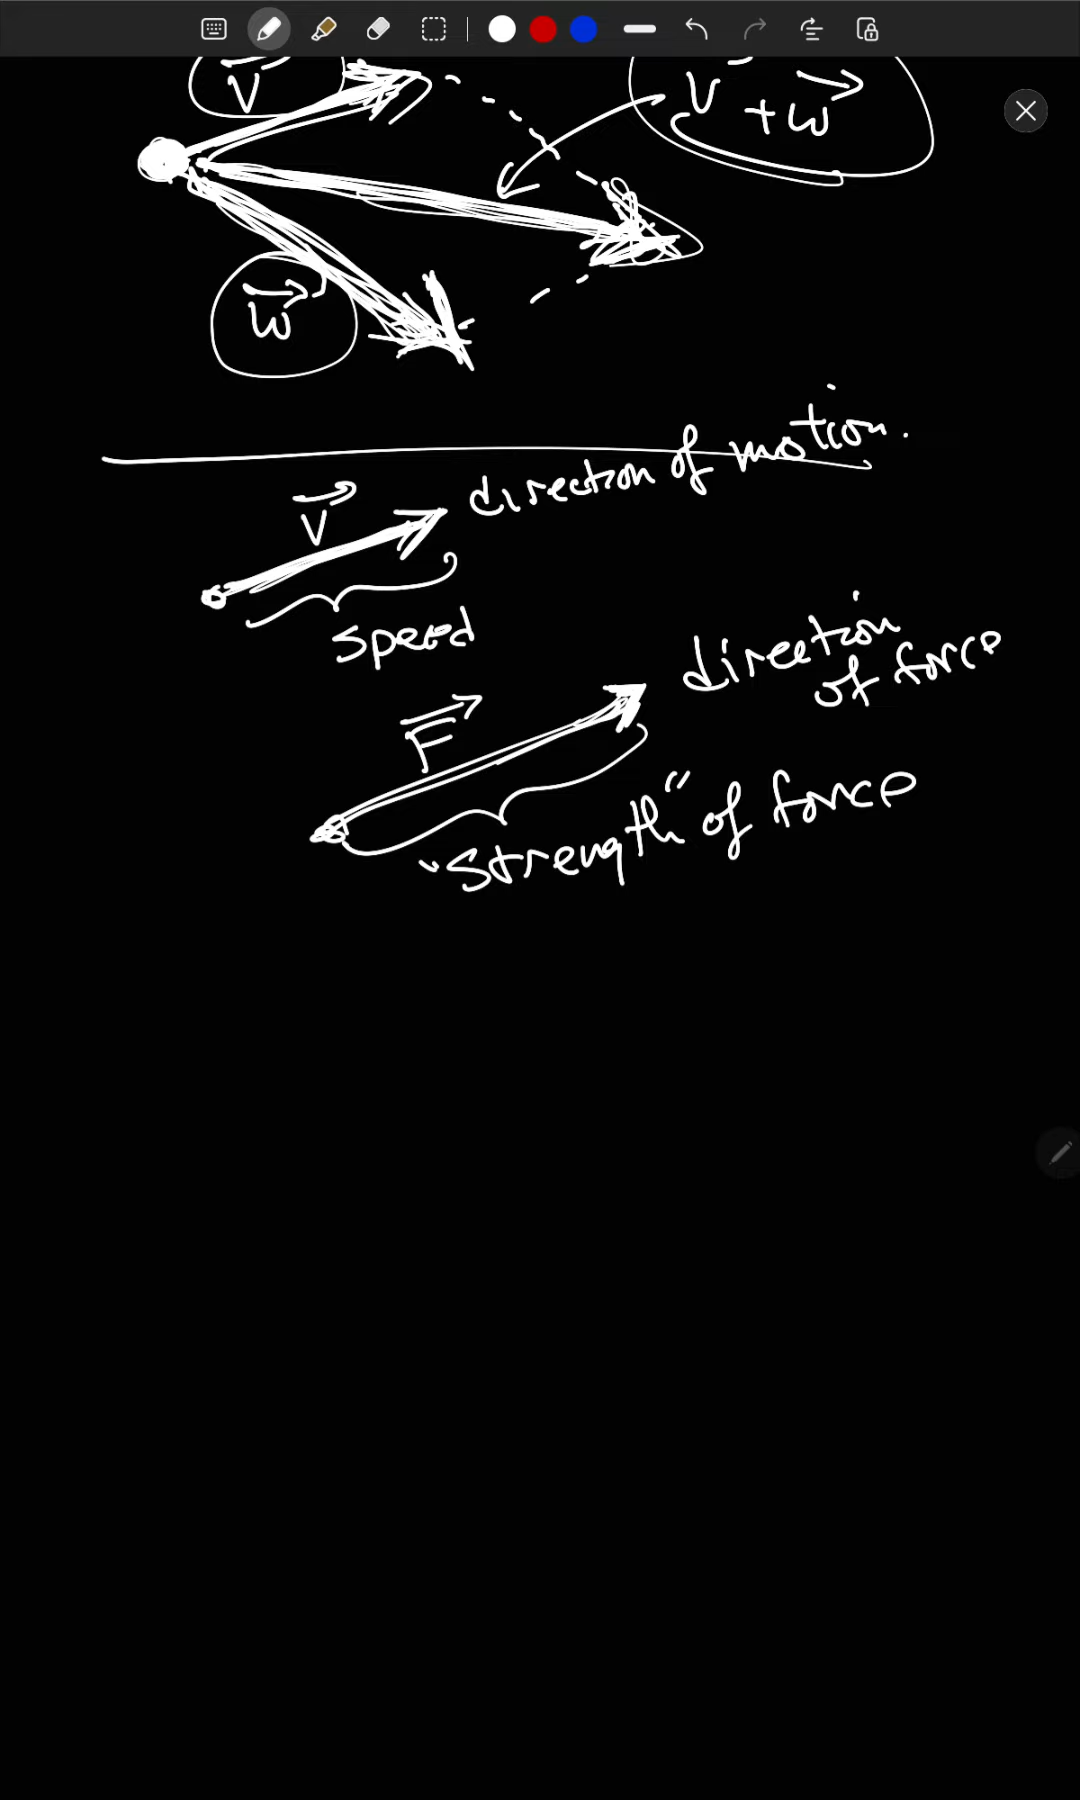 v⃗
v⃗ + w⃗
w⃗
direction of motion.
v⃗
speed
direction
of force
F⃗
"strength" of force